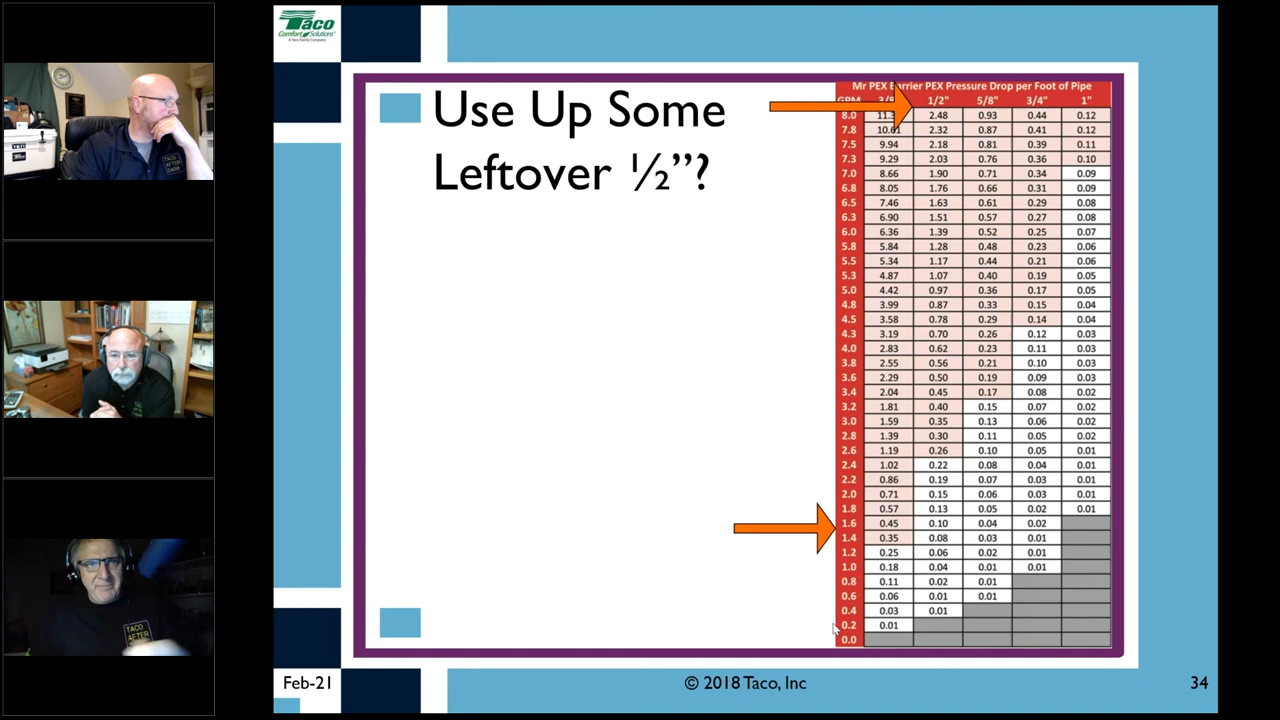 Taco
Comfort Solutions
A Taco Family Company
Use Up Some
Leftover ½”?
Mr PEX Barrier PEX Pressure Drop per Foot of Pipe
GPM 3/8" 1/2" 5/8" 3/4" 1"
8.0 2.48 0.93 0.44 0.12
7.8 10.61 2.32 0.87 0.41 0.12
7.5 9.94 2.18 0.81 0.39 0.11
7.3 9.29 2.03 0.76 0.36 0.10
7.0 8.66 1.90 0.71 0.34 0.09
6.8 8.05 1.76 0.66 0.31 0.09
6.5 7.46 1.63 0.61 0.29 0.08
6.3 6.90 1.51 0.57 0.27 0.08
6.0 6.36 1.39 0.52 0.25 0.07
5.8 5.84 1.28 0.48 0.23 0.06
5.5 5.34 1.17 0.44 0.21 0.06
5.3 4.87 1.07 0.40 0.19 0.05
5.0 4.42 0.97 0.36 0.17 0.05
4.8 3.99 0.87 0.33 0.15 0.04
4.5 3.58 0.78 0.29 0.14 0.04
4.3 3.19 0.70 0.26 0.12 0.03
4.0 2.83 0.62 0.23 0.11 0.03
3.8 2.55 0.56 0.21 0.10 0.03
3.6 2.29 0.50 0.19 0.09 0.03
3.4 2.04 0.45 0.17 0.08 0.02
3.2 1.81 0.40 0.15 0.07 0.02
3.0 1.59 0.35 0.13 0.06 0.02
2.8 1.39 0.30 0.11 0.05 0.02
2.6 1.19 0.26 0.10 0.05 0.01
2.4 1.02 0.22 0.08 0.04 0.01
2.2 0.86 0.19 0.07 0.03 0.01
2.0 0.71 0.15 0.06 0.03 0.01
1.8 0.57 0.13 0.05 0.02 0.01
1.6 0.45 0.10 0.04 0.02
1.4 0.35 0.08 0.03 0.01
1.2 0.25 0.06 0.02 0.01
1.0 0.18 0.04 0.01 0.01
0.8 0.11 0.02 0.01
0.6 0.06 0.01 0.01
0.4 0.03 0.01
0.2 0.01
0.0
Feb-21
© 2018 Taco, Inc
34
YETI
TACO
AFTER
DARK
TACO
AFTER